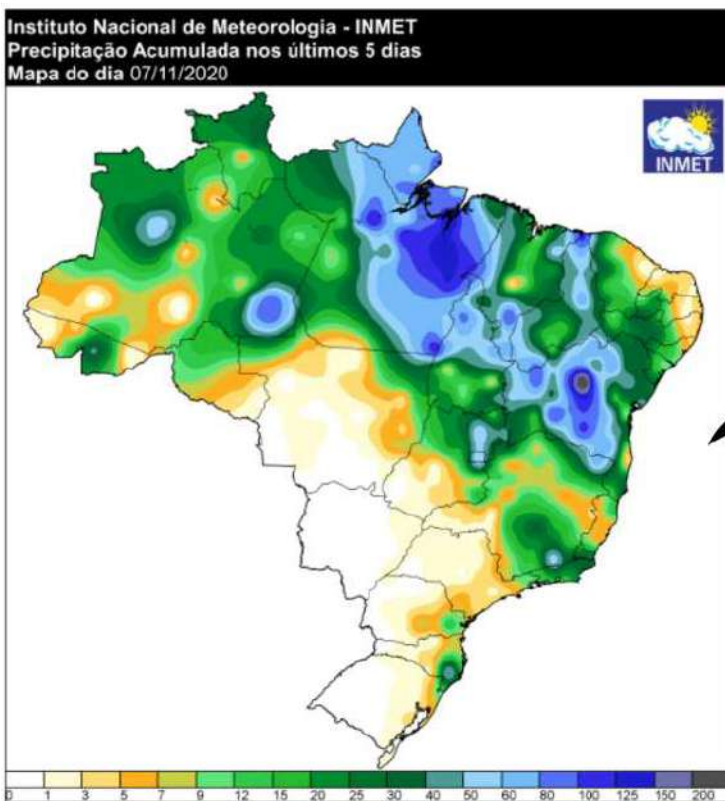 Instituto Nacional de Meteorologia - INMET
Precipitação Acumulada nos últimos 5 dias
Mapa do dia 07/11/2020
INMET
0 1 3 5 7 9 12 15 20 25 30 40 50 60 80 100 125 150 200